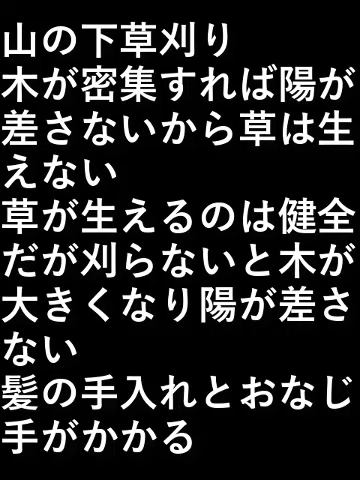 山の下草刈り
木が密集すれば陽が
差さないから草は生
えない
草が生えるのは健全
だが刈らないと木が
大きくなり陽が差さ
ない
髪の手入れとおなじ
手がかかる